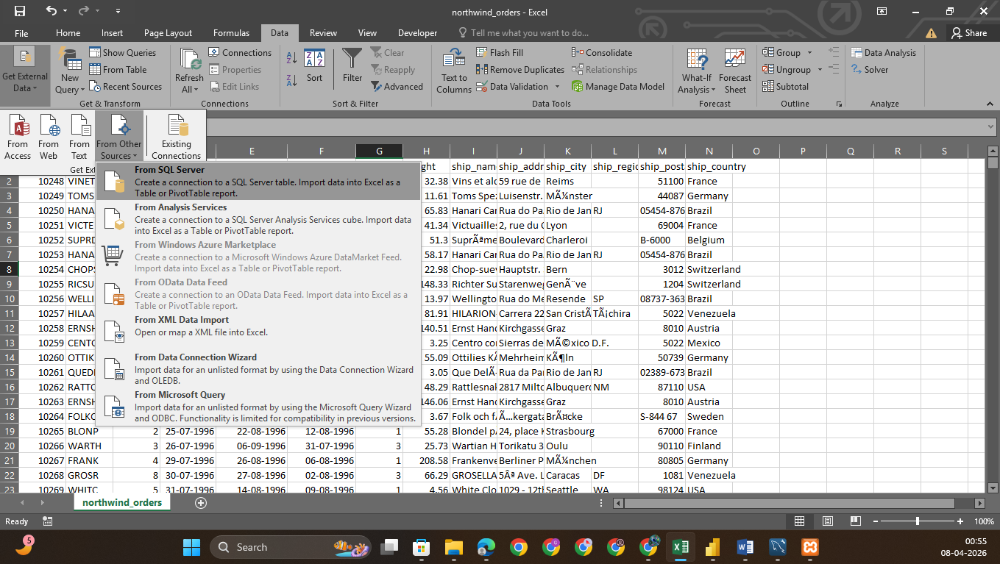 northwind_orders - Excel
File Home Insert Page Layout Formulas Data Review View Developer Tell me what you want to do... Share
Get External Data
New Query
Show Queries
From Table
Recent Sources
Get & Transform
Refresh All
Connections
Properties
Edit Links
Connections
Sort
Filter
Clear
Reapply
Advanced
Sort & Filter
Text to Columns
Flash Fill
Remove Duplicates
Data Validation
Consolidate
Relationships
Manage Data Model
Data Tools
What-If Analysis
Forecast Sheet
Forecast
Group
Ungroup
Subtotal
Outline
Data Analysis
Solver
Analyze
From Access
From Web
From Text
From Other Sources
Existing Connections
Get Ext
From SQL Server
Create a connection to a SQL Server table. Import data into Excel as a
Table or PivotTable report.
From Analysis Services
Create a connection to a SQL Server Analysis Services cube. Import data
into Excel as a Table or PivotTable report.
From Windows Azure Marketplace
Create a connection to a Microsoft Windows Azure DataMarket Feed.
Import data into Excel as a Table or PivotTable report.
From OData Data Feed
Create a connection to an OData Data Feed. Import data into Excel as a
Table or PivotTable report.
From XML Data Import
Open or map a XML file into Excel.
From Data Connection Wizard
Import data for an unlisted format by using the Data Connection Wizard
and OLEDB.
From Microsoft Query
Import data for an unlisted format by using the Microsoft Query Wizard
and ODBC. Functionality is limited for compatibility in previous versions.
E F G H I J K L M N O P Q R S
ght ship_nam ship_addr ship_city ship_regic ship_post ship_country
2 10248 VINET 32.38 Vins et alc 59 rue de Reims 51100 France
3 10249 TOMS 11.61 Toms Spe Luisenstr. MÃ¼nster 44087 Germany
4 10250 HANA 65.83 Hanari Car Rua do Pa Rio de Jan RJ 05454-876 Brazil
5 10251 VICTE 41.34 Victuailles 2, rue du C Lyon 69004 France
6 10252 SUPRD 51.3 SuprÃªme Boulevard Charleroi B-6000 Belgium
7 10253 HANA 58.17 Hanari Car Rua do Pa Rio de Jan RJ 05454-876 Brazil
8 10254 CHOPS 22.98 Chop-suey Hauptstr. Bern 3012 Switzerland
9 10255 RICSU 148.33 Richter Su Starenweg GenÃ¨ve 1204 Switzerland
10 10256 WELLI 13.97 Wellington Rua do Me Resende SP 08737-363 Brazil
11 10257 HILAA 81.91 HILARION- Carrera 22 San CristÃ TÃ¡chira 5022 Venezuela
12 10258 ERNSH 140.51 Ernst Hand Kirchgasse Graz 8010 Austria
13 10259 CENTC 3.25 Centro cor Sierras de MÃ©xico D.F. 5022 Mexico
14 10260 OTTIK 55.09 Ottilies KÃ Mehrheim KÃ¶ln 50739 Germany
15 10261 QUEDE 3.05 Que DelÃ- Rua da Pa Rio de Jan RJ 02389-673 Brazil
16 10262 RATTC 48.29 Rattlesnak 2817 Miltc Albuquerc NM 87110 USA
17 10263 ERNSH 146.06 Ernst Hand Kirchgasse Graz 8010 Austria
18 10264 FOLKO 3.67 Folk och f Ã…kergata BrÃ¤cke S-844 67 Sweden
19 10265 BLONP 2 25-07-1996 22-08-1996 12-08-1996 1 55.28 Blondel pÃ 24, place K Strasbourg 67000 France
20 10266 WARTH 3 26-07-1996 06-09-1996 31-07-1996 3 25.73 Wartian H Torikatu 3 Oulu 90110 Finland
21 10267 FRANK 4 29-07-1996 26-08-1996 06-08-1996 1 208.58 Frankenve Berliner P MÃ¼nchen 80805 Germany
22 10268 GROSR 8 30-07-1996 27-08-1996 02-08-1996 3 66.29 GROSELLA 5Âª Ave. L Caracas DF 1081 Venezuela
23 10269 WHITC 5 31-07-1996 14-08-1996 09-08-1996 1 4.56 White Clo 1029 - 12th Seattle WA 98124 USA
northwind_orders
Ready
100%
5
Search
00:55
08-04-2026